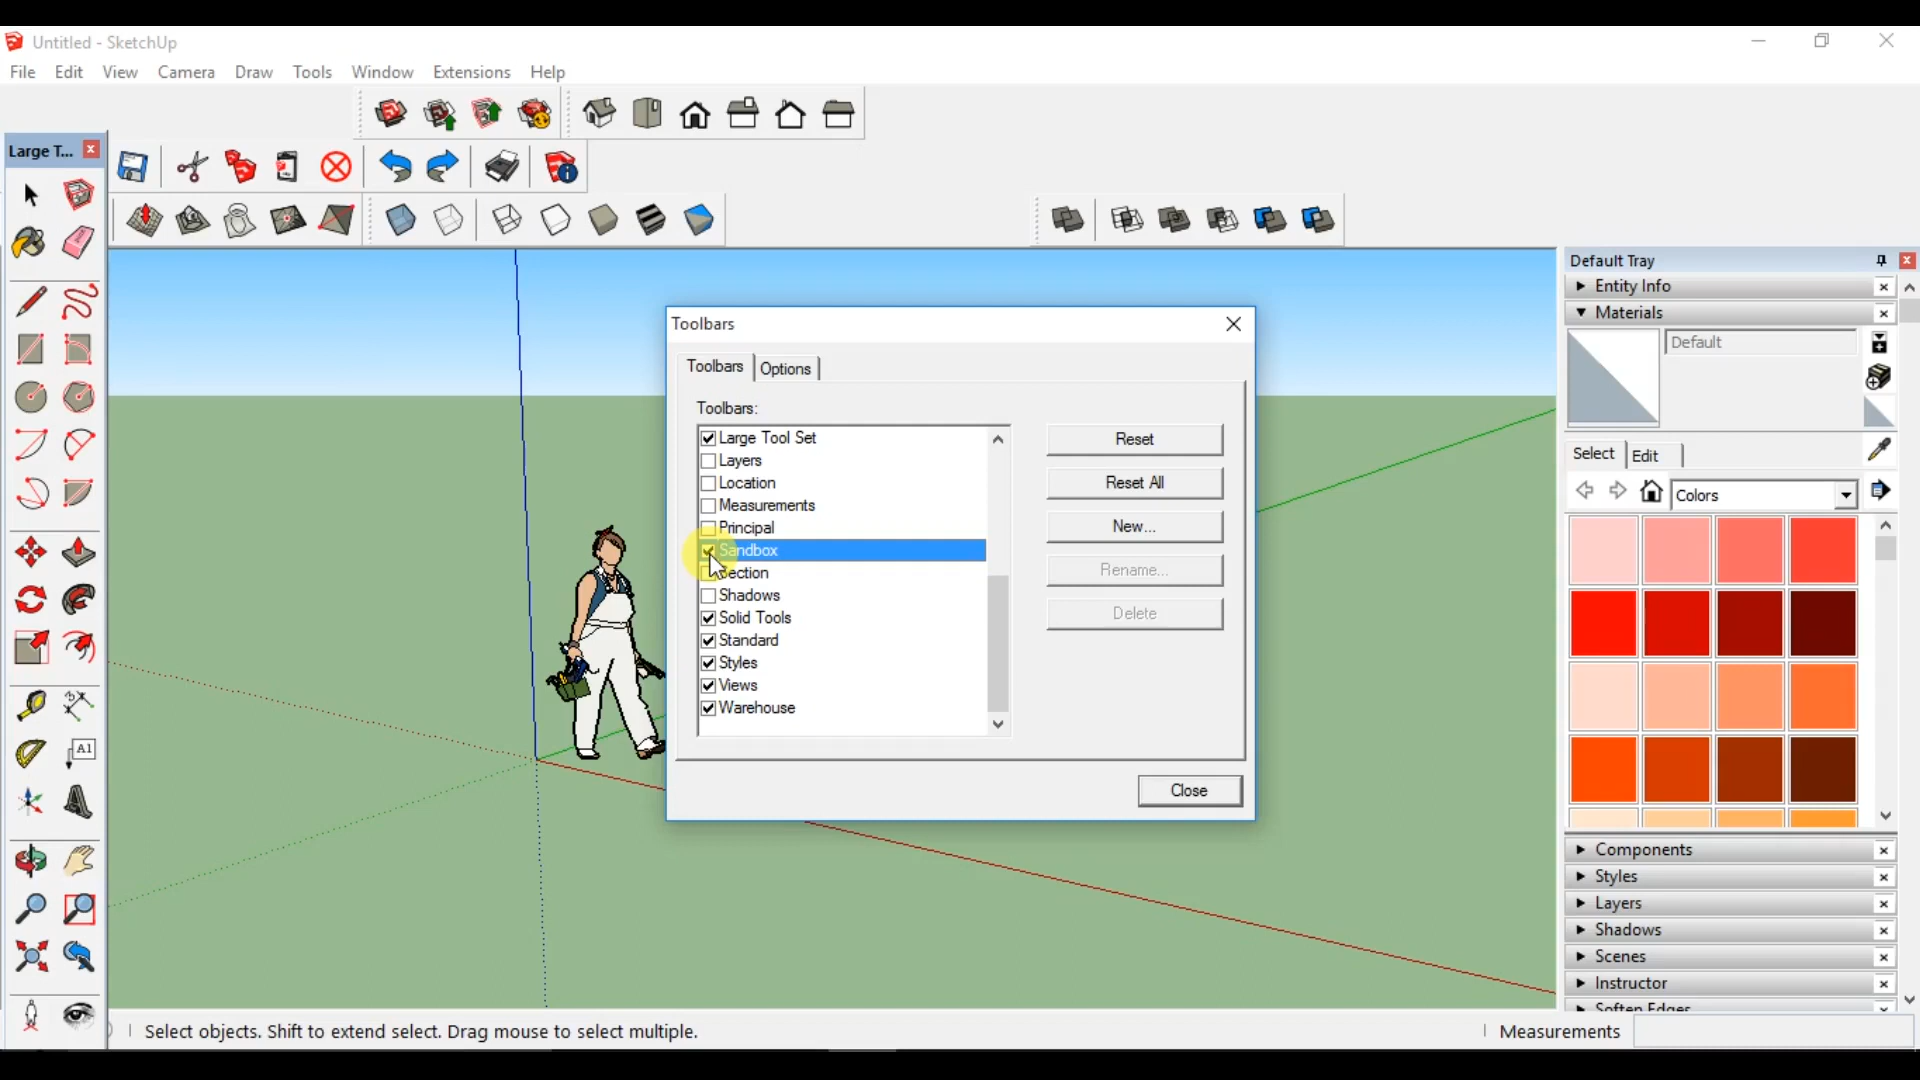 Untitled - SketchUp
File Edit View Camera Draw Tools Window Extensions Help
Large T...
Default Tray
Entity Info
Materials
Default
Select Edit
Colors
Components
Styles
Layers
Shadows
Scenes
Instructor
Soften Edges
Toolbars
Toolbars Options
Toolbars:
Large Tool Set
Layers
Location
Measurements
Principal
Sandbox
Section
Shadows
Solid Tools
Standard
Styles
Views
Warehouse
Reset
Reset All
New...
Rename...
Delete
Close
A1
Select objects. Shift to extend select. Drag mouse to select multiple.
Measurements